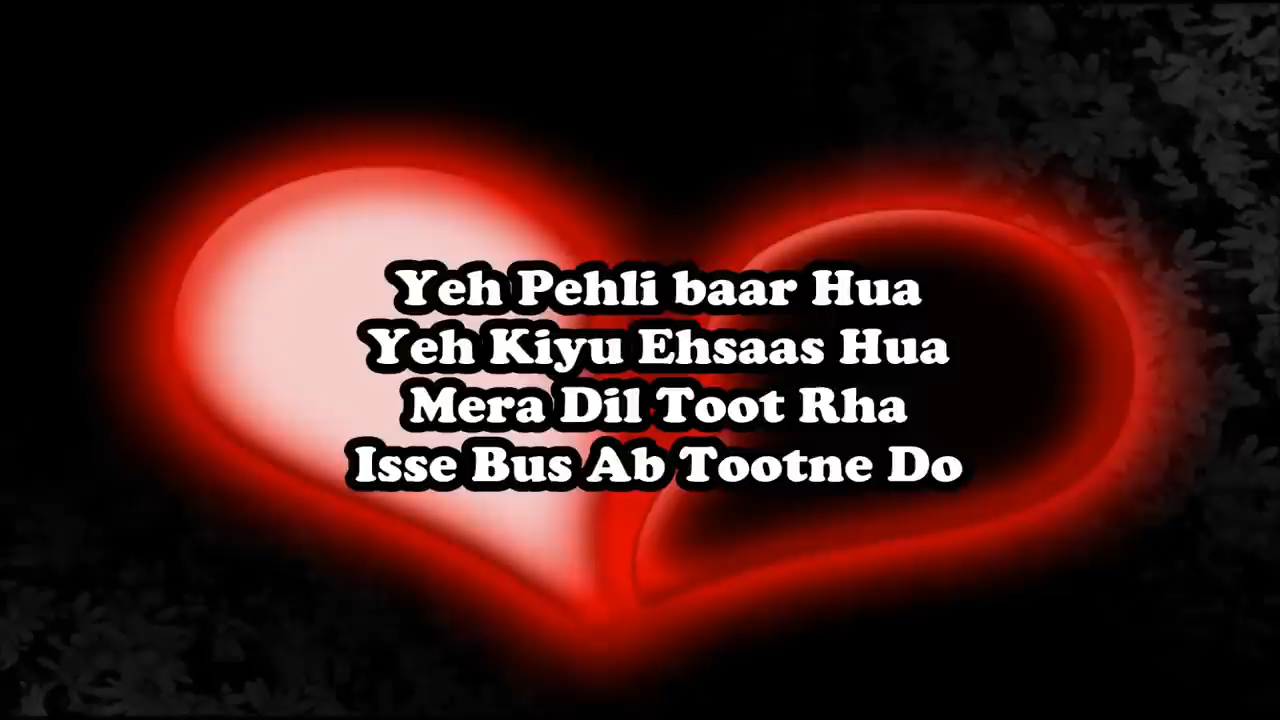 Yeh Pehli baar Hua
Yeh Kiyu Ehsaas Hua
Mera Dil Toot Rha
Isse Bus Ab Tootne Do